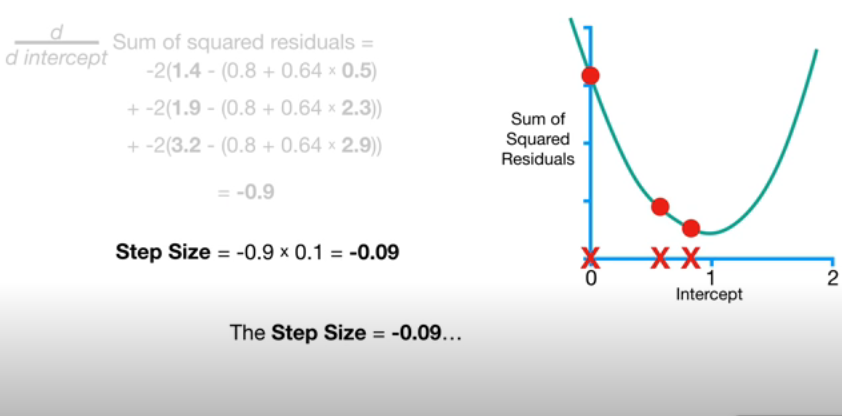 d
d intercept
Sum of squared residuals =
-2(1.4 - (0.8 + 0.64 × 0.5)
+ -2(1.9 - (0.8 + 0.64 × 2.3))
+ -2(3.2 - (0.8 + 0.64 × 2.9))
= -0.9
Step Size = -0.9 × 0.1 = -0.09
The Step Size = -0.09...
Sum of
Squared
Residuals
0
1
2
Intercept